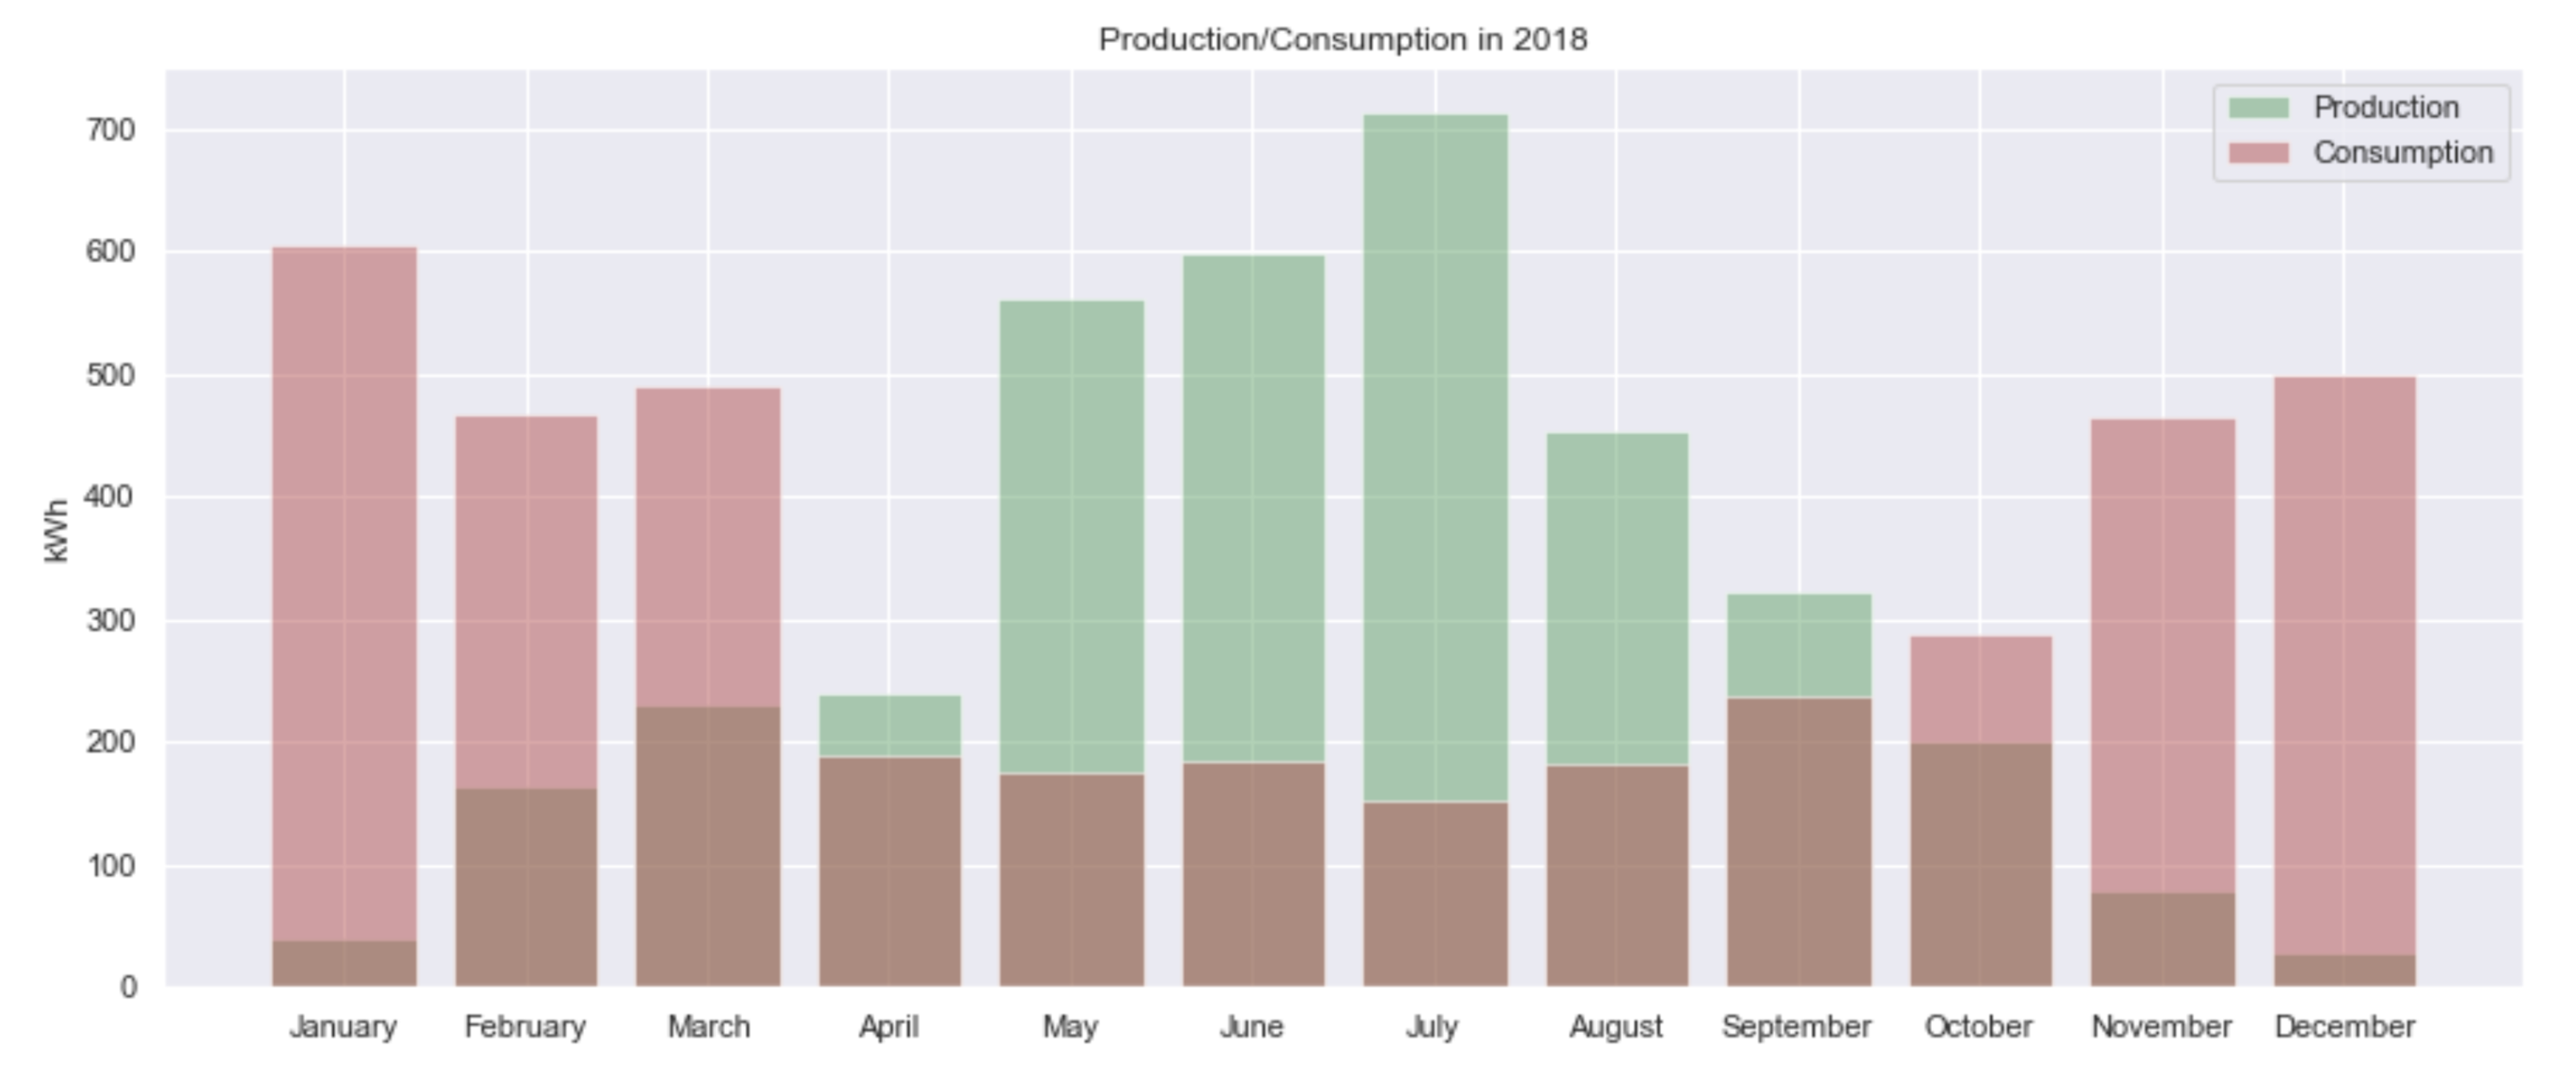 Production/Consumption in 2018
Production
Consumption
700
600
500
400
300
200
100
0
kWh
January February March April May June July August September October November December